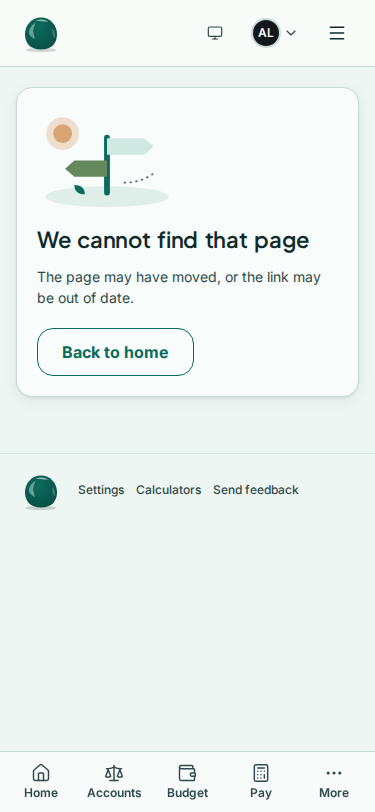 AL
We cannot find that page
The page may have moved, or the link may
be out of date.
Back to home
Settings Calculators Send feedback
Home Accounts Budget Pay More